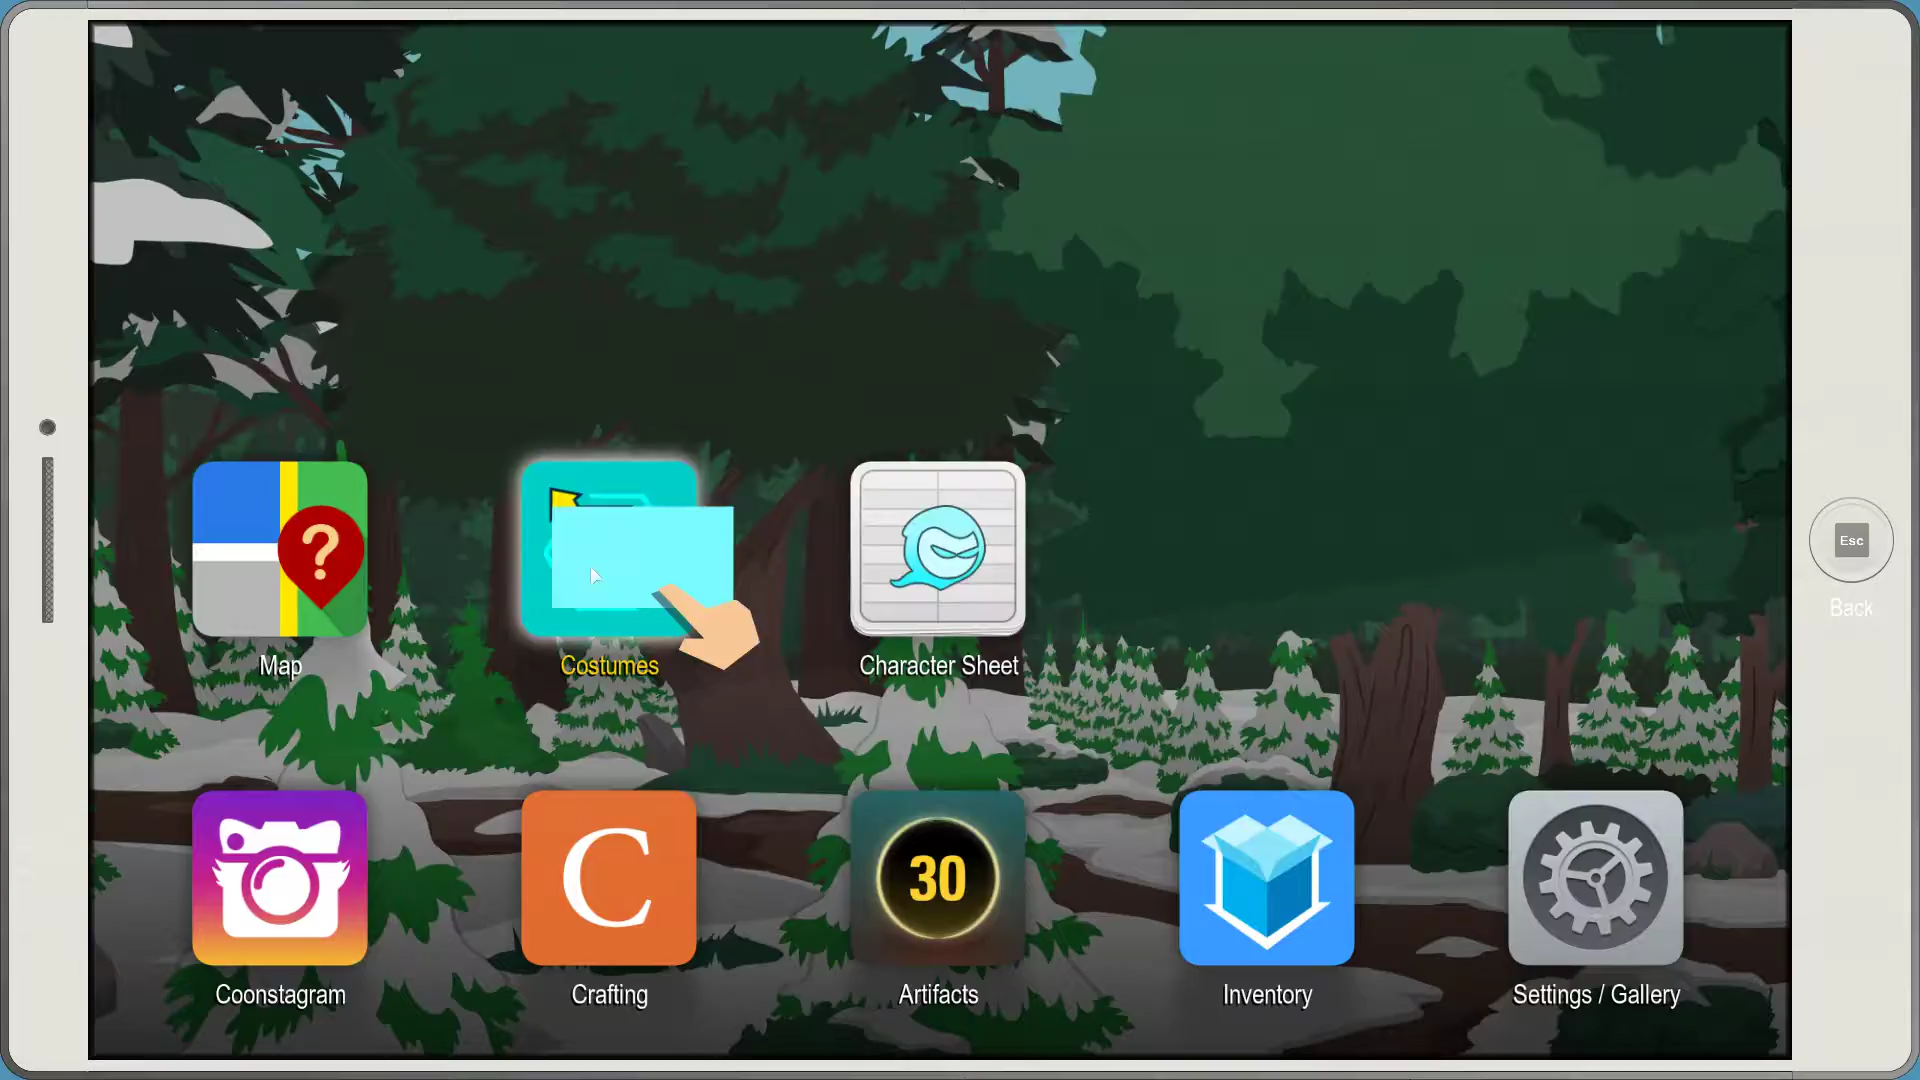 Esc
Back
Map
Costumes
Character Sheet
C
30
Coonstagram
Crafting
Artifacts
Inventory
Settings / Gallery